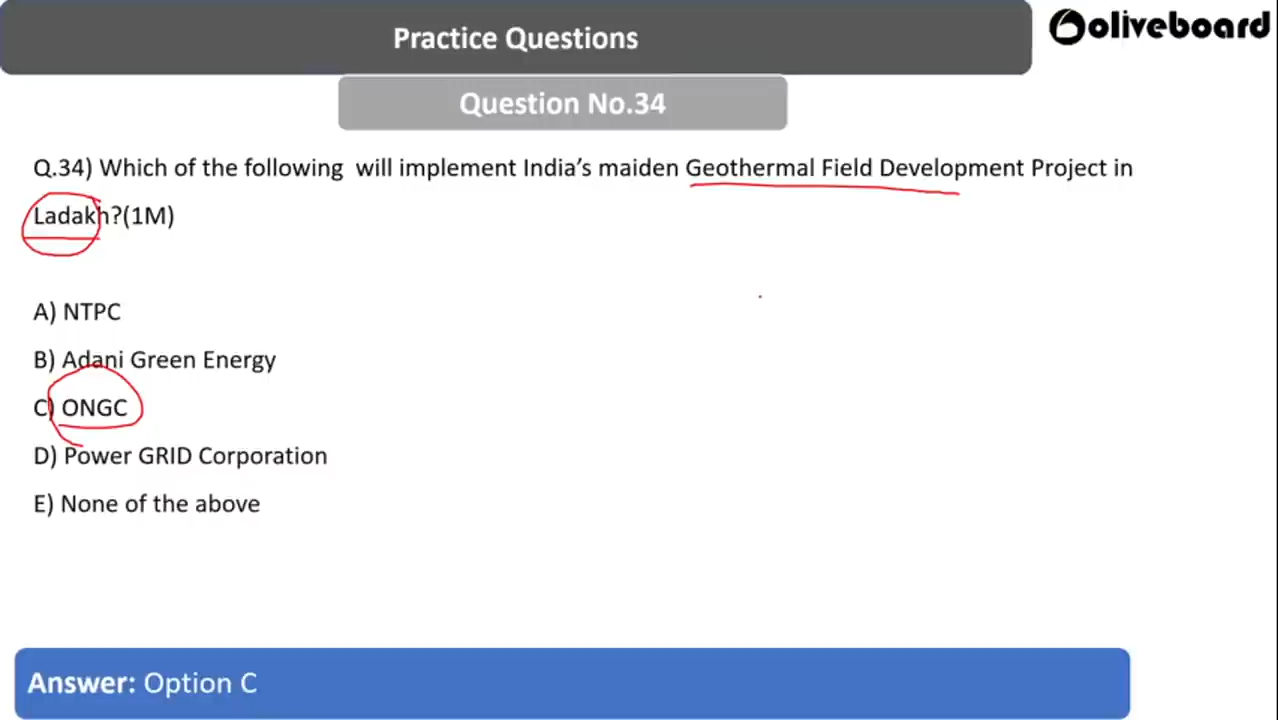 Practice Questions
oliveboard
Question No.34
Q.34) Which of the following will implement India's maiden Geothermal Field Development Project in
Ladakh?(1M)
A) NTPC
B) Adani Green Energy
C) ONGC
D) Power GRID Corporation
E) None of the above
Answer: Option C